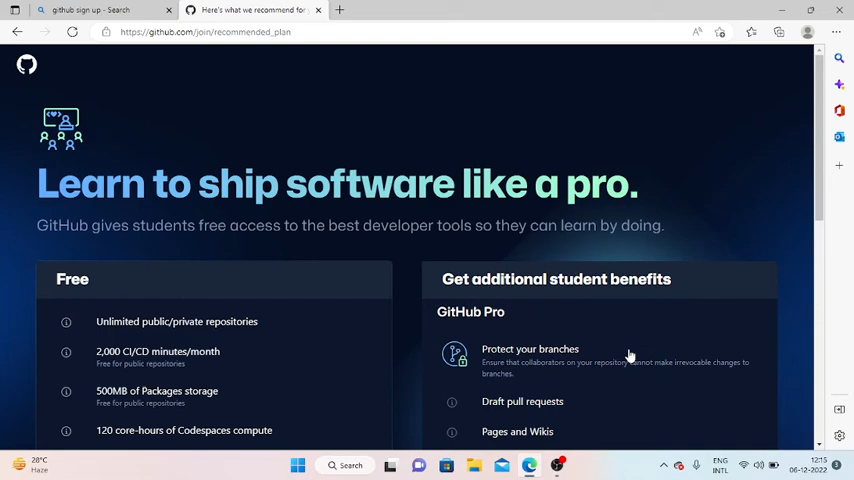 github sign up - Search
Here's what we recommend for y
https://github.com/join/recommended_plan
Learn to ship software like a pro.
GitHub gives students free access to the best developer tools so they can learn by doing.
Free
Unlimited public/private repositories
2,000 CI/CD minutes/month
Free for public repositories
500MB of Packages storage
Free for public repositories
120 core-hours of Codespaces compute
Get additional student benefits
GitHub Pro
Protect your branches
Ensure that collaborators on your repository cannot make irrevocable changes to
branches.
Draft pull requests
Pages and Wikis
28°C
Haze
Search
ENG
INTL
12:15
06-12-2022
3